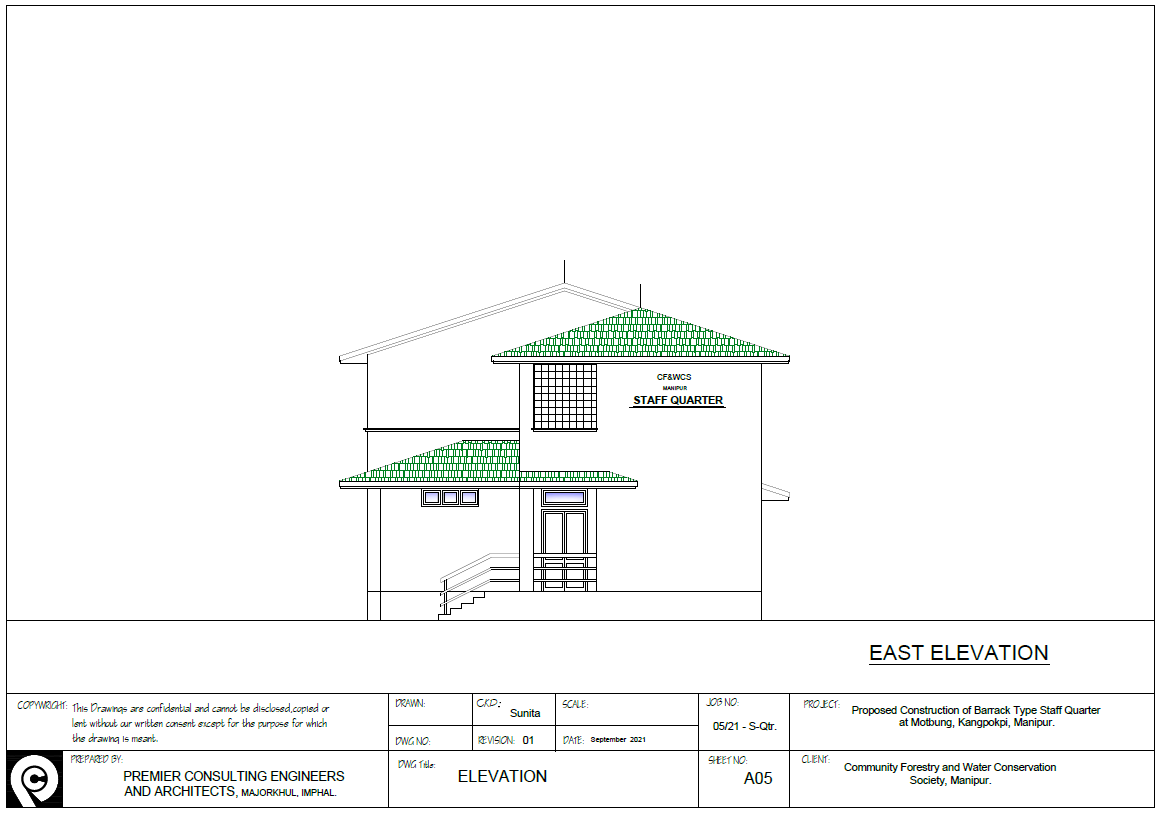 CF&WCS
MANIPUR
STAFF QUARTER
EAST ELEVATION
COPYWRIGHT: This Drawings are confidential and cannot be disclosed,copied or
lent without our written consent except for the purpose for which
the drawing is meant.
DRAWN:
CKD:
Sunita
SCALE:
DWG NO:
REVISION: 01
DATE: September 2021
JOB NO:
05/21 - S-Qtr.
PROJECT: Proposed Construction of Barrack Type Staff Quarter
at Motbung, Kangpokpi, Manipur.
PREPARED BY:
PREMIER CONSULTING ENGINEERS
AND ARCHITECTS, MAJORKHUL, IMPHAL.
DWG Title: ELEVATION
SHEET NO:
A05
CLIENT: Community Forestry and Water Conservation
Society, Manipur.